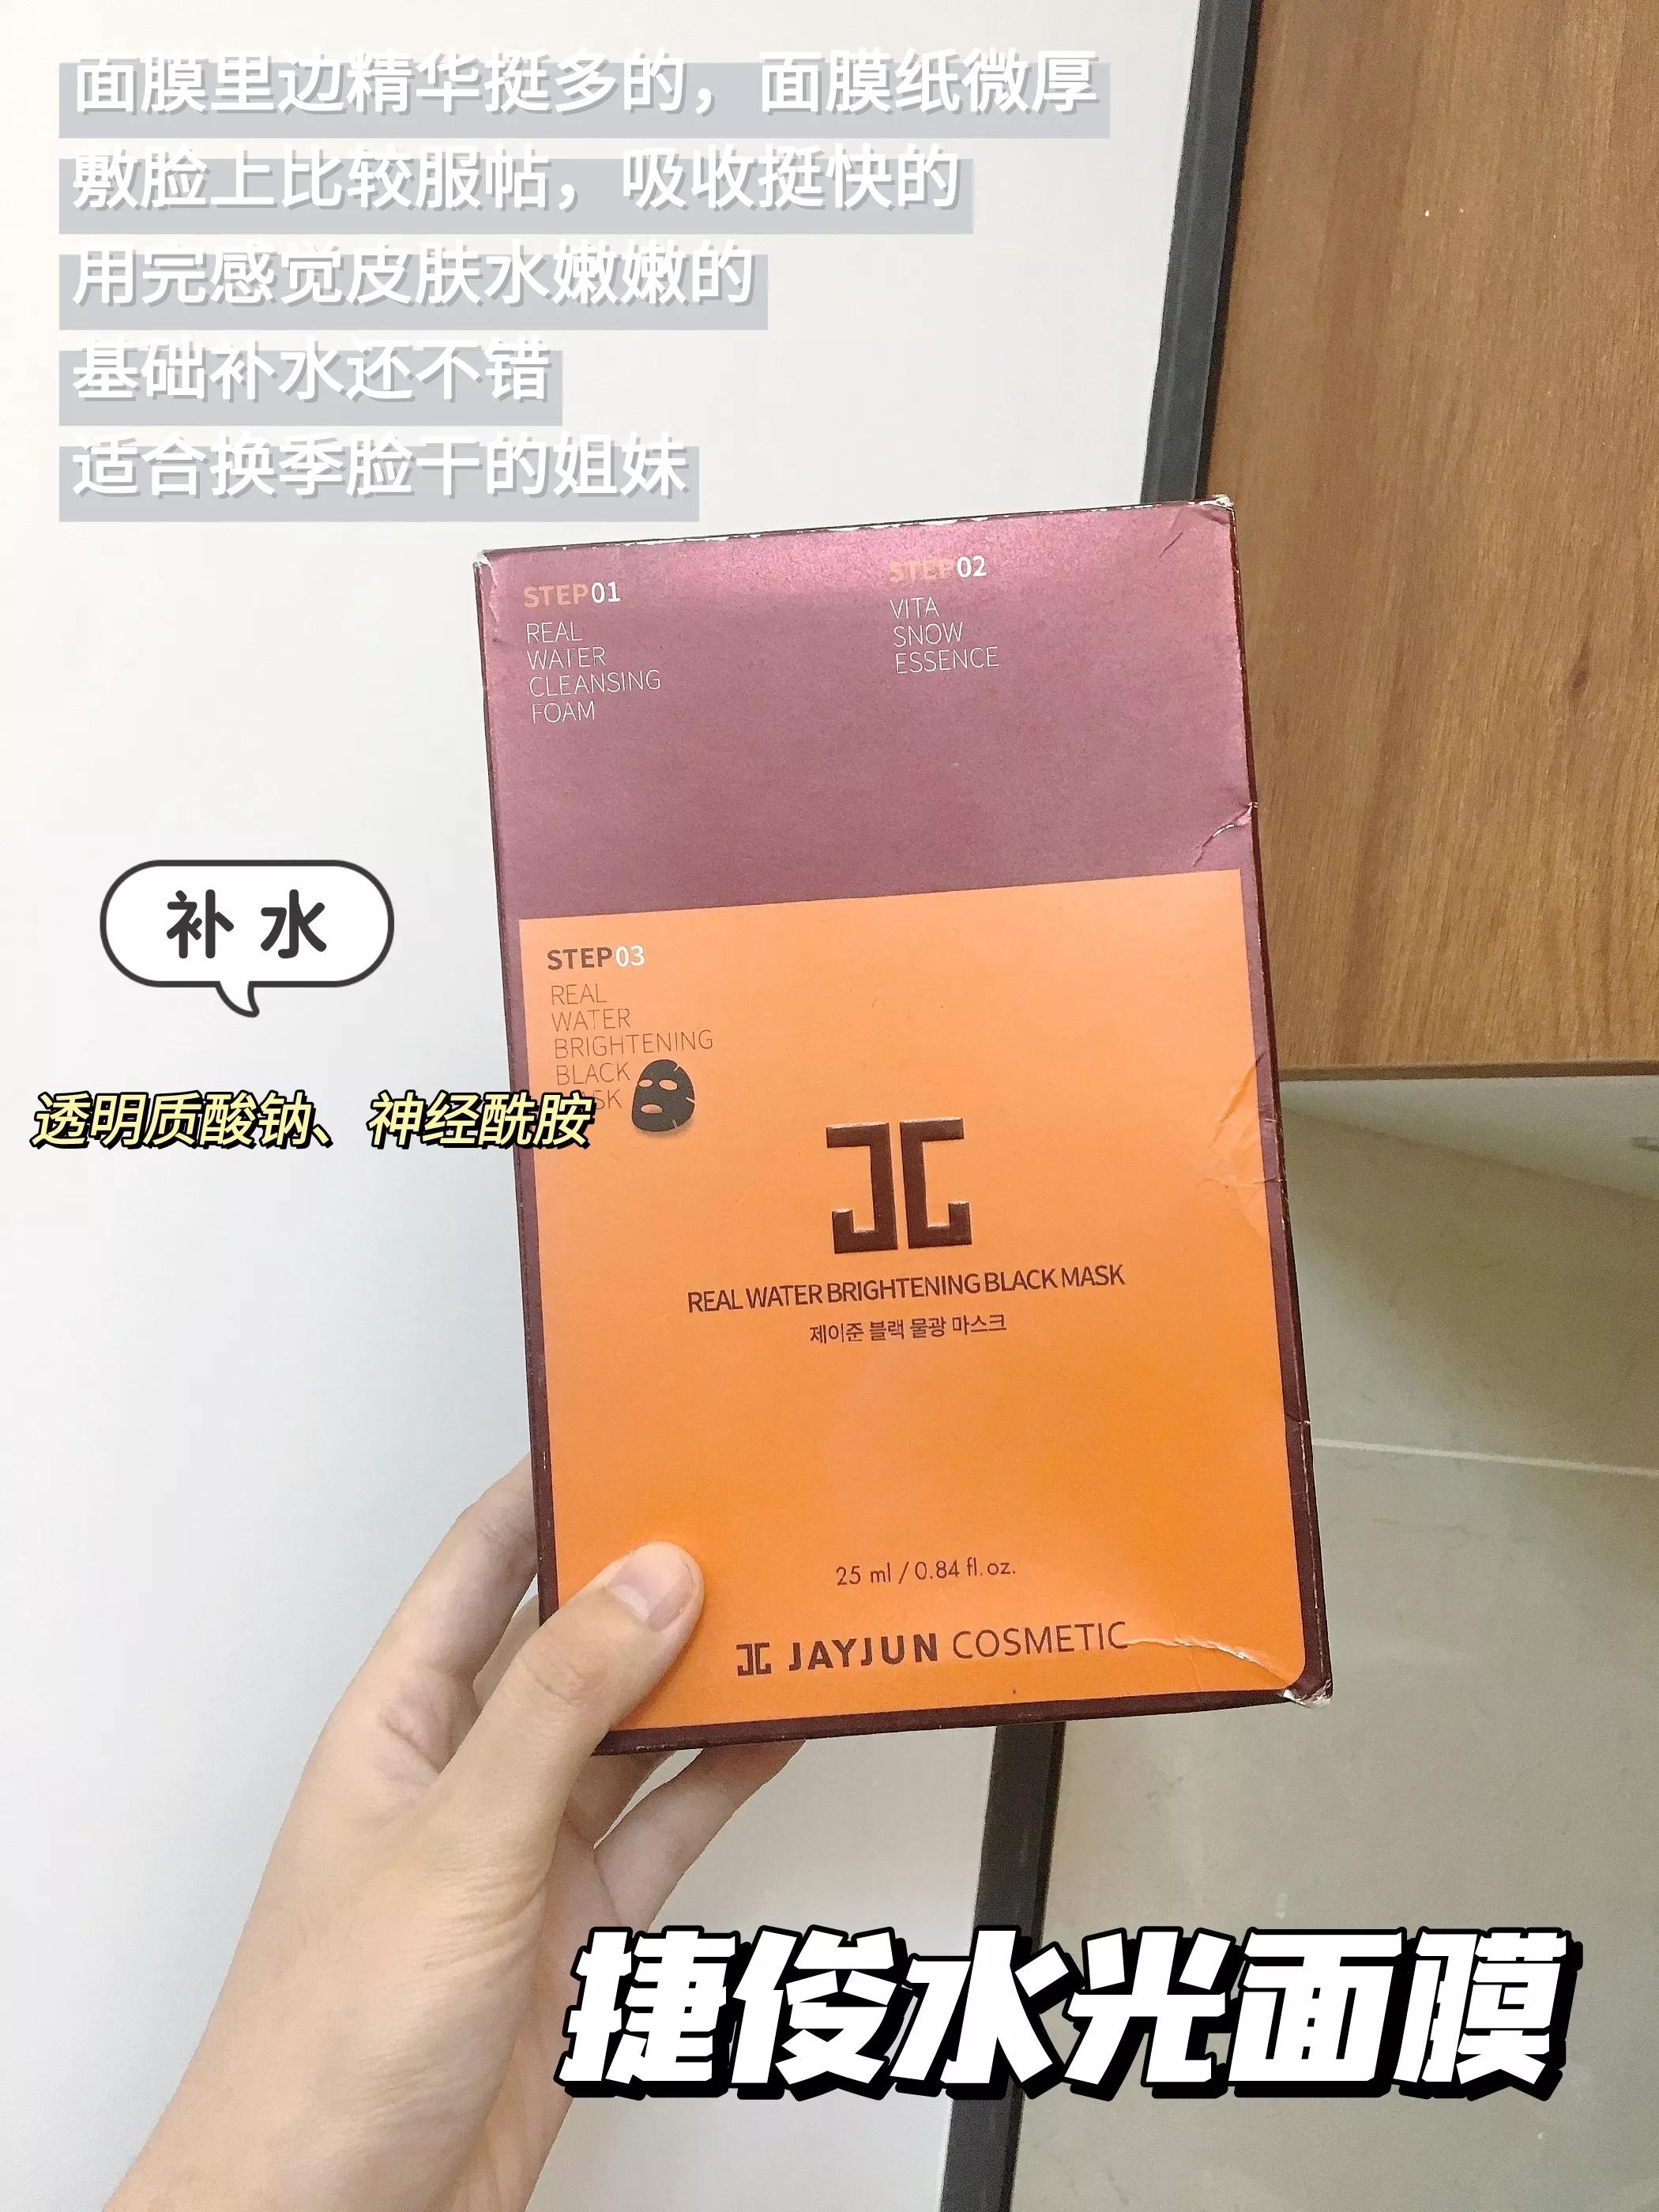 面膜里边精华挺多的，面膜纸微厚
敷脸上比较服帖，吸收挺快的
用完感觉皮肤水嫩嫩的
基础补水还不错
适合换季脸干的姐妹
STEP01
REAL
WATER
CLEANSING
FOAM
STEP02
VITA
SNOW
ESSENCE
补水
STEP03
REAL
WATER
BRIGHTENING
BLACK
透明质酸钠、神经酰胺
REAL WATER BRIGHTENING BLACK MASK
제이준 블랙 물광 마스크
25 ml / 0.84 fl. oz.
JAYJUN COSMETIC
捷俊水光面膜